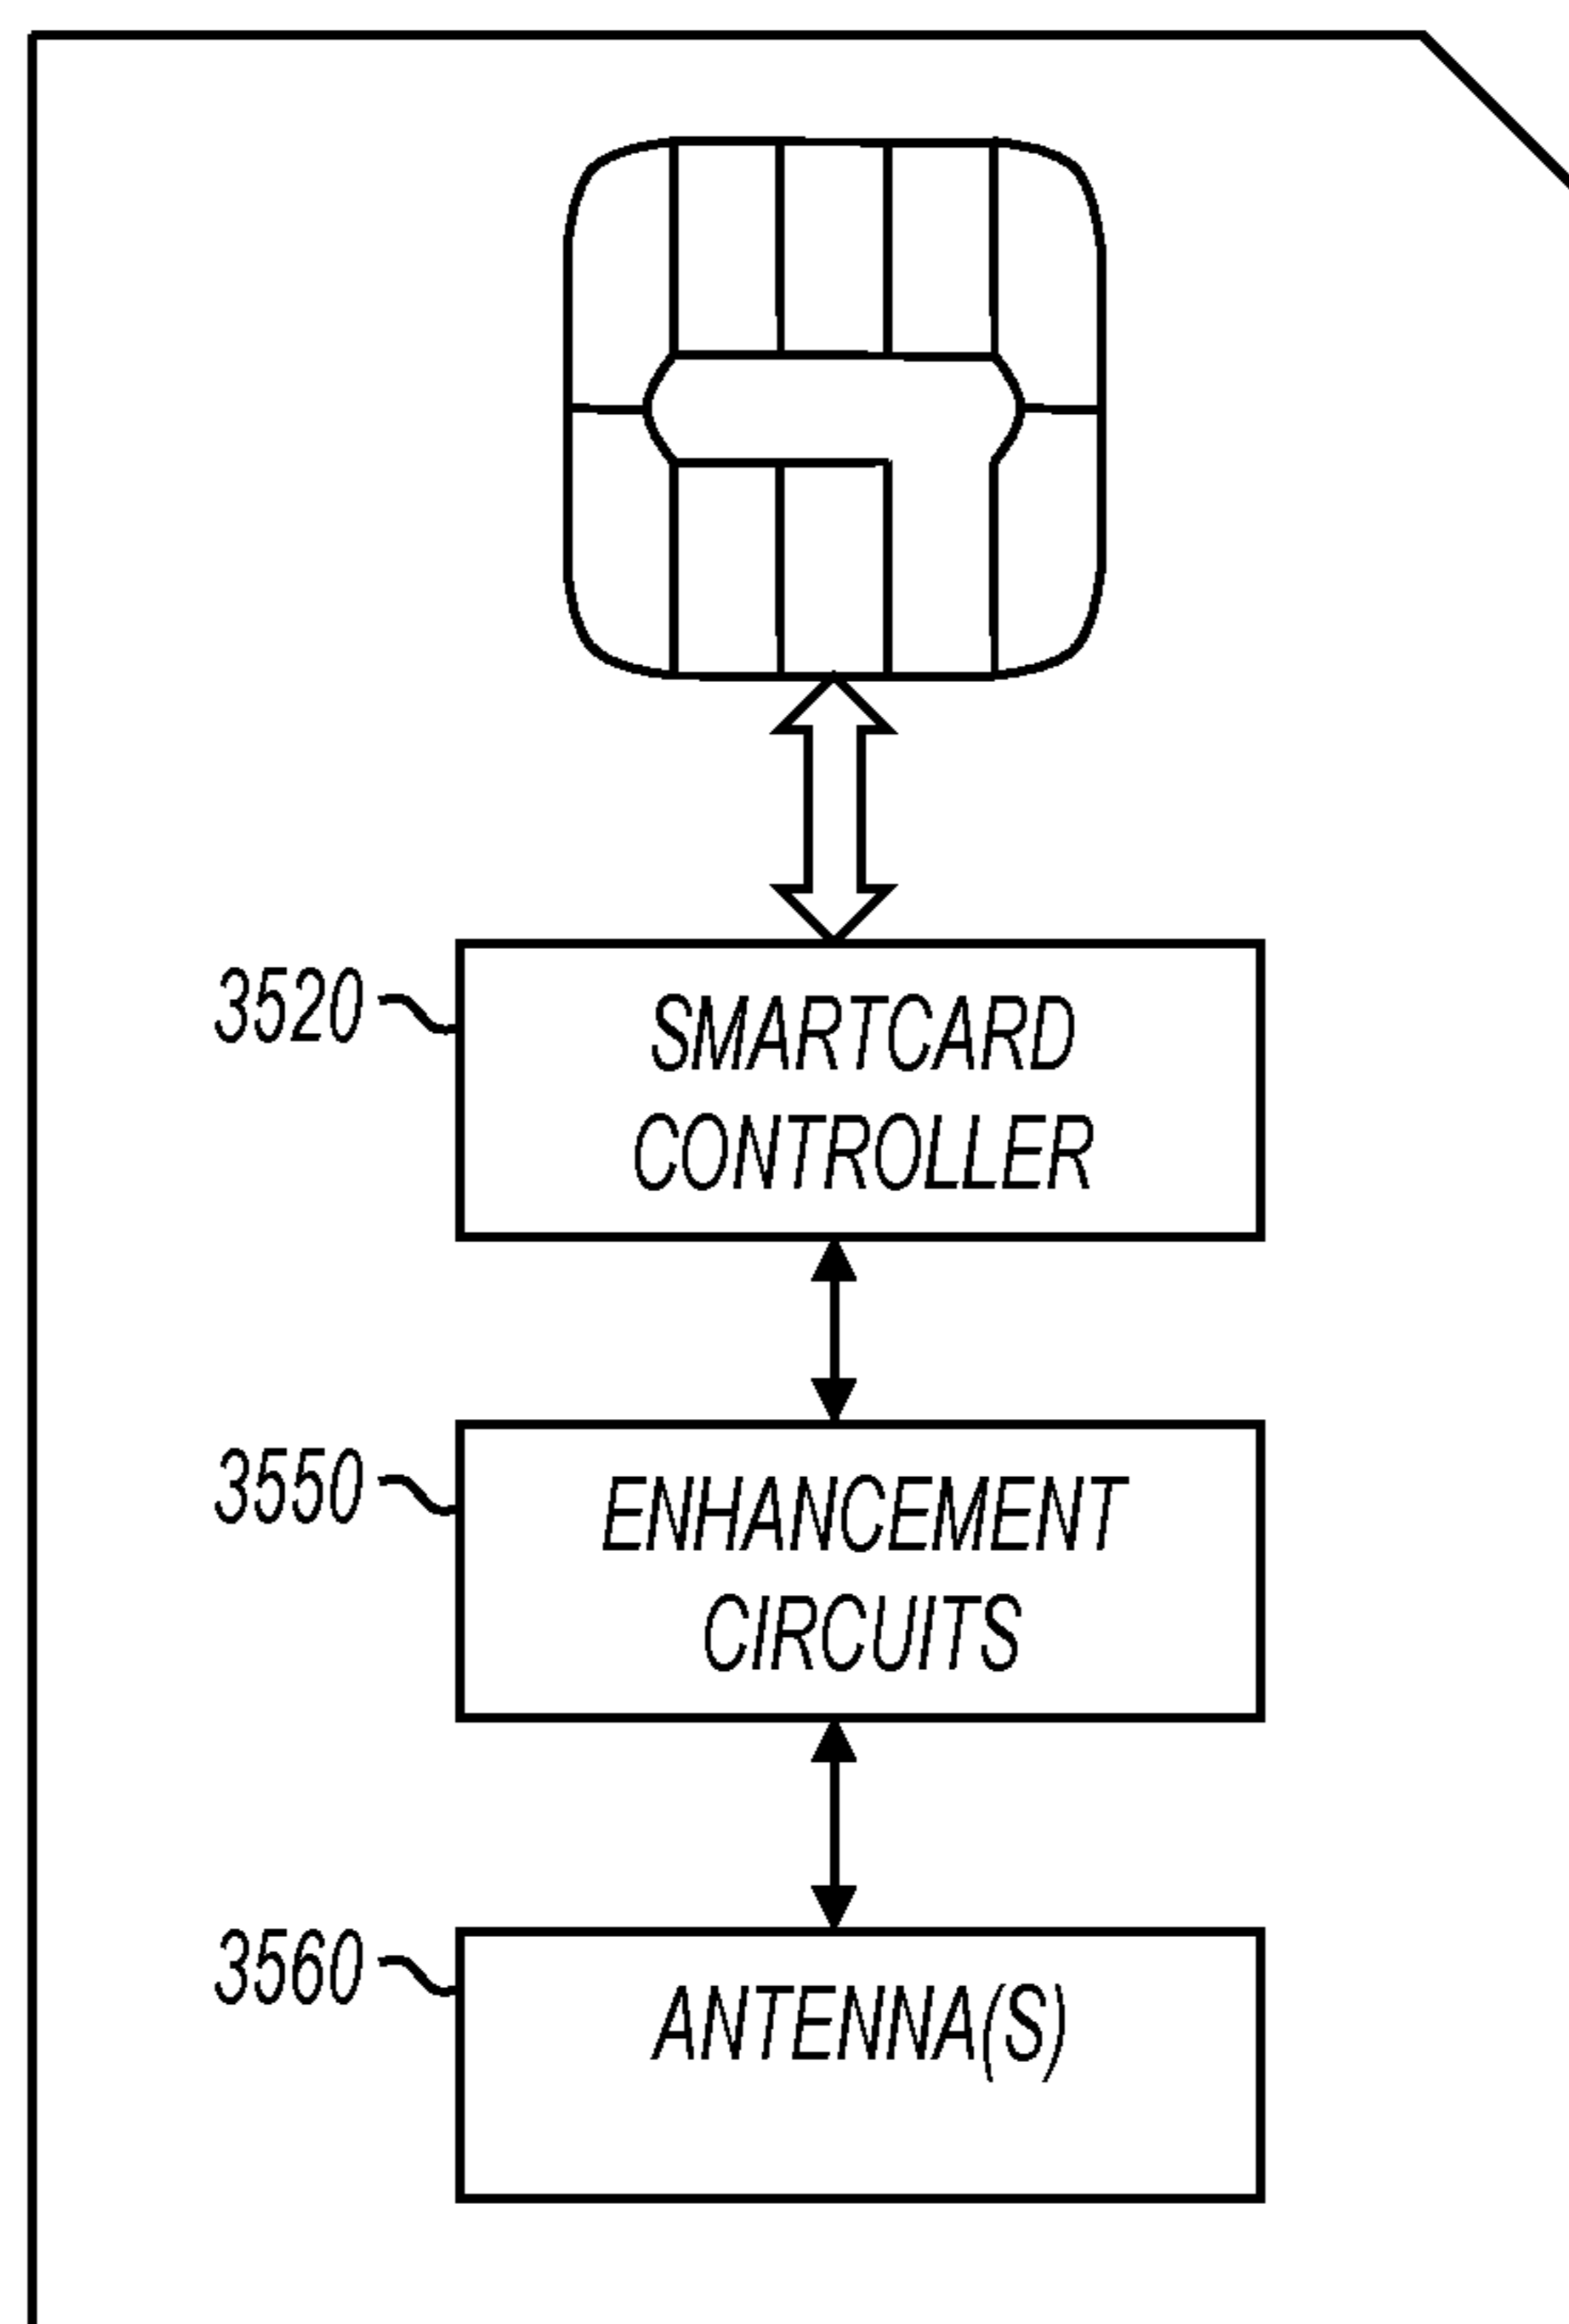 3520
SMARTCARD
CONTROLLER
3550
ENHANCEMENT
CIRCUITS
3560
ANTENNA(S)